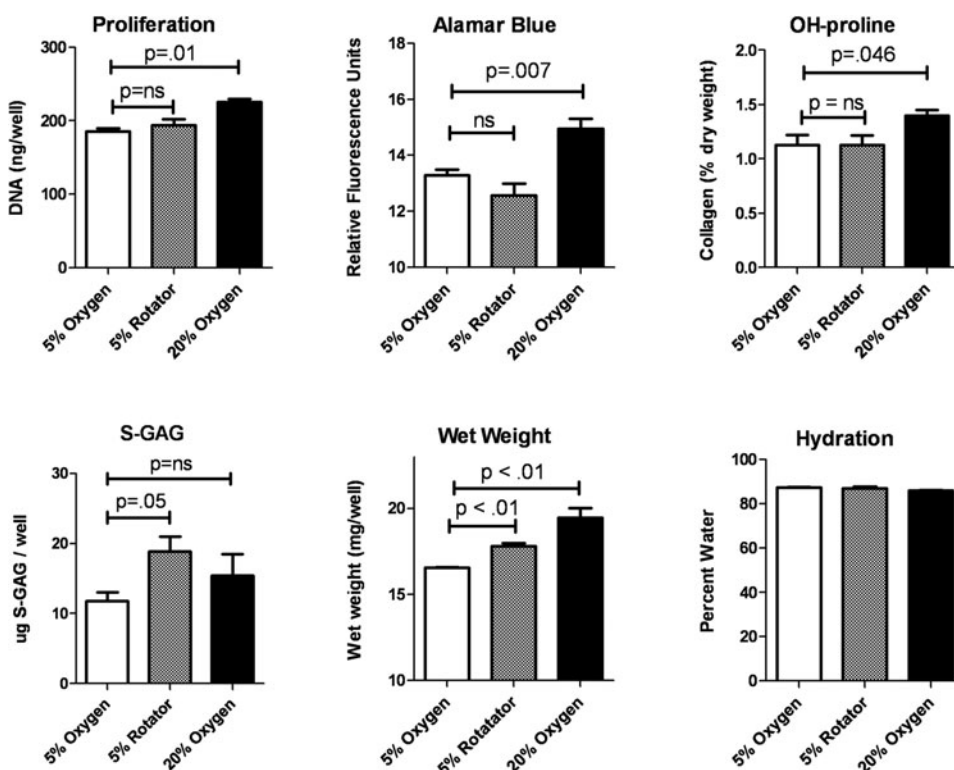 Proliferation
DNA (ng/well)
300
200
100
0
p=.01
p=ns
5% Oxygen
5% Rotator
20% Oxygen
Alamar Blue
Relative Fluorescence Units
18
16
14
12
10
p=.007
ns
5% Oxygen
5% Rotator
20% Oxygen
OH-proline
Collagen (% dry weight)
2.0
1.5
1.0
0.5
0.0
p=.046
p = ns
5% Oxygen
5% Rotator
20% Oxygen
S-GAG
ug S-GAG / well
30
20
10
0
p=ns
p=.05
5% Oxygen
5% Rotator
20% Oxygen
Wet Weight
Wet weight (mg/well)
20
15
10
p < .01
p < .01
5% Oxygen
5% Rotatator
20% Oxygen
Hydration
Percent Water
100
80
60
40
20
0
5% Oxygen
5% Rotator
20% Oxygen